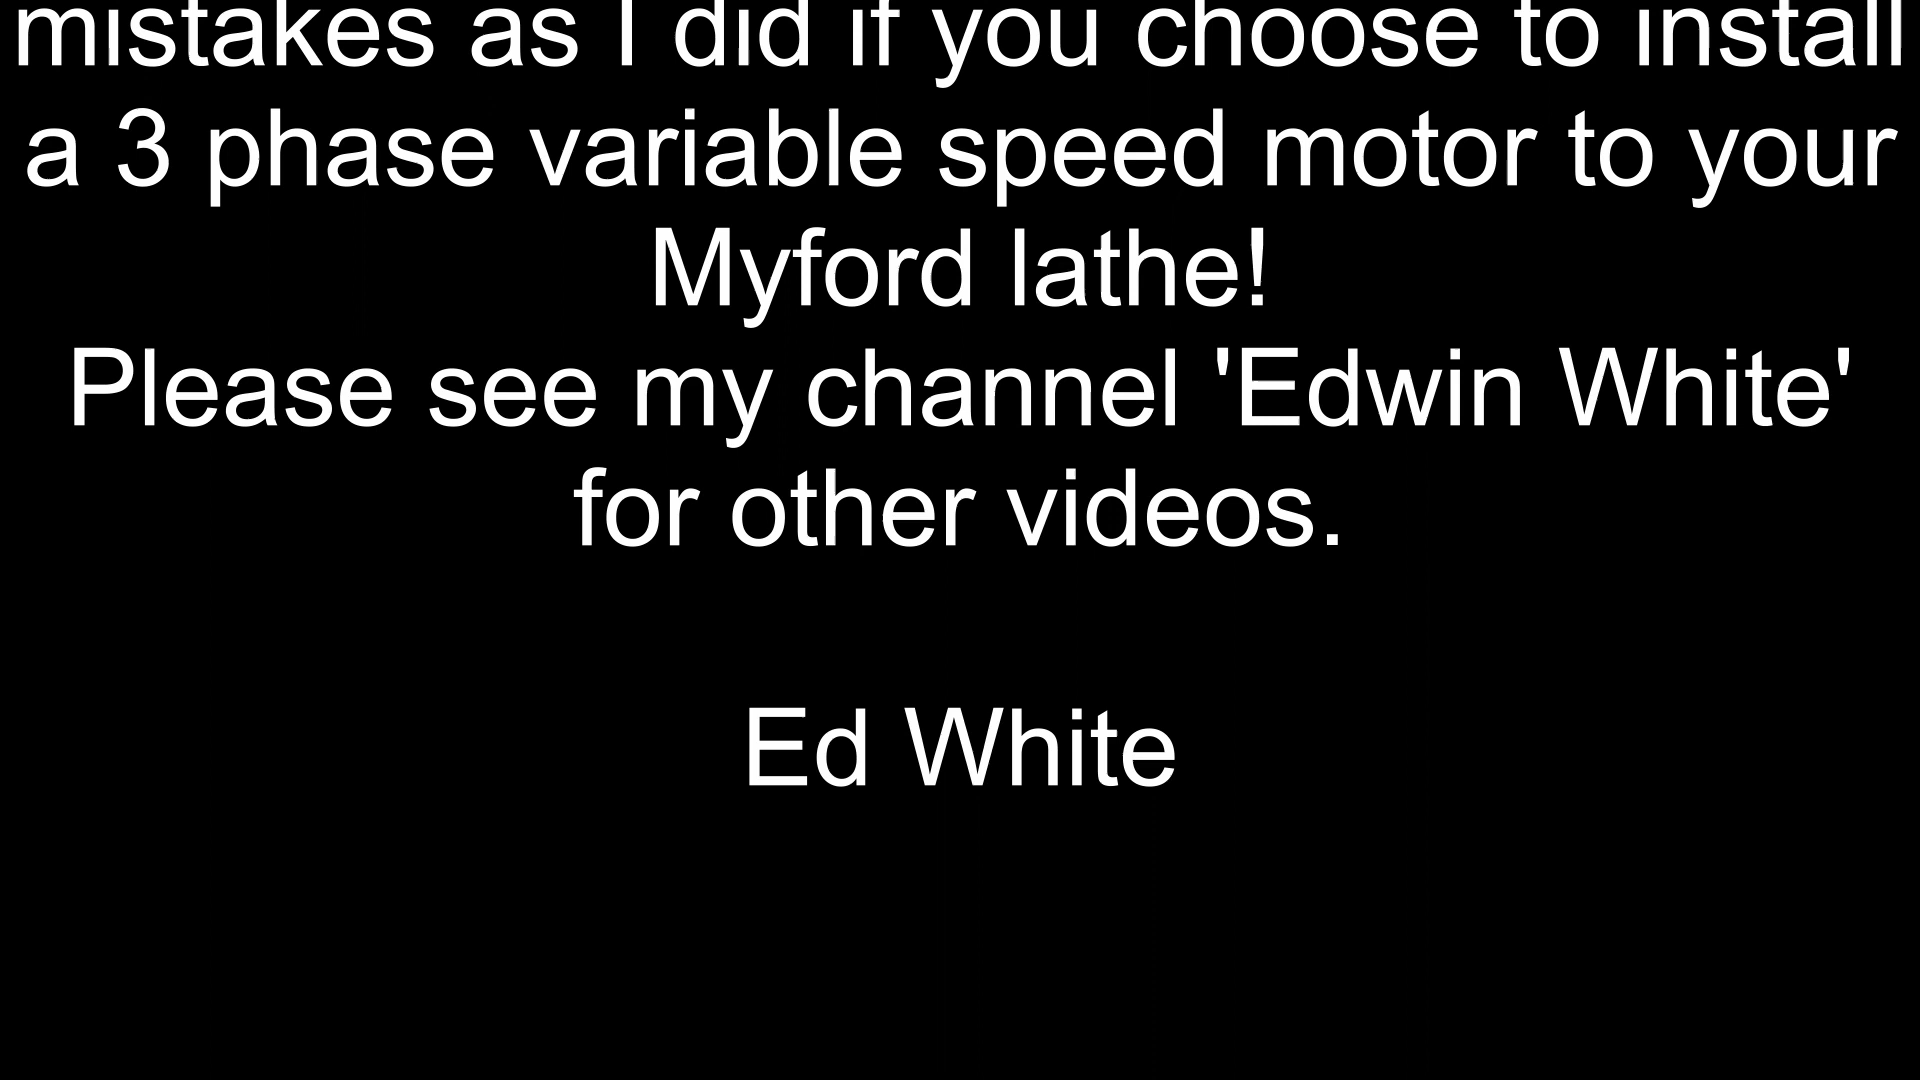 mistakes as I did if you choose to install
a 3 phase variable speed motor to your
Myford lathe!
Please see my channel 'Edwin White'
for other videos.
Ed White